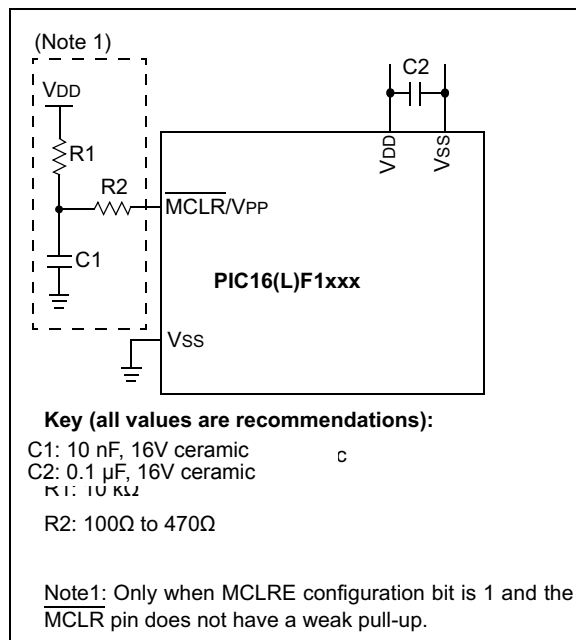 (Note 1)
VDD
R1
R2
C1
C2
VDD
VSS
MCLR/VPP
PIC16(L)F1xxx
VSS
Key (all values are recommendations):
C1: 10 nF, 16V ceramic
c
C2: 0.1 µF, 16V ceramic
R1: 10 kΩ
R2: 100Ω to 470Ω
Note1: Only when MCLRE configuration bit is 1 and the
MCLR pin does not have a weak pull-up.